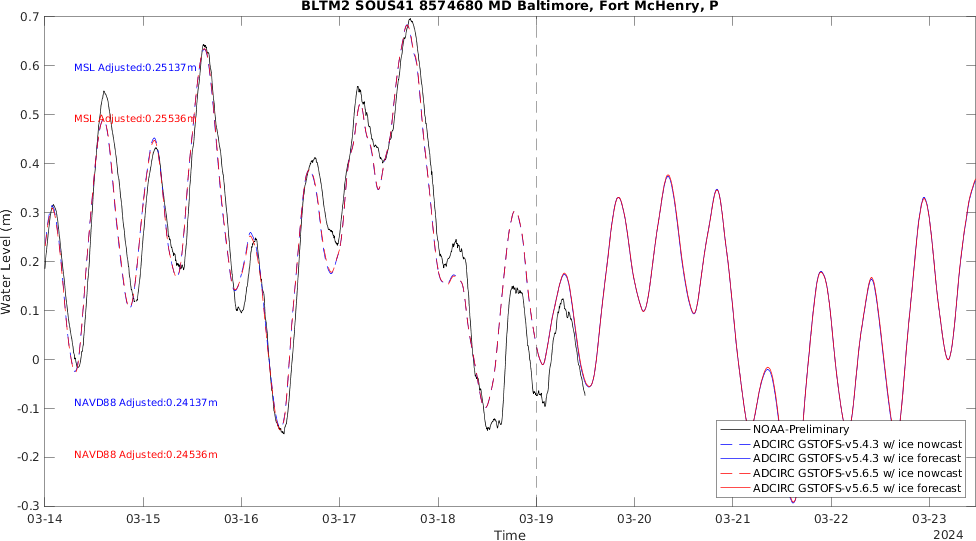 BLTM2 SOUS41 8574680 MD Baltimore, Fort McHenry, P
0.7
0.6
0.5
0.4
0.3
0.2
0.1
0
-0.1
-0.2
-0.3
Water Level (m)
MSL Adjusted:0.25137m
MSL Adjusted:0.25536m
NAVD88 Adjusted:0.24137m
NAVD88 Adjusted:0.24536m
NOAA-Preliminary
ADCIRC GSTOFS-v5.4.3 w/ ice nowcast
ADCIRC GSTOFS-v5.4.3 w/ ice forecast
ADCIRC GSTOFS-v5.6.5 w/ ice nowcast
ADCIRC GSTOFS-v5.6.5 w/ ice forecast
03-14 03-15 03-16 03-17 03-18 03-19 03-20 03-21 03-22 03-23
Time
2024